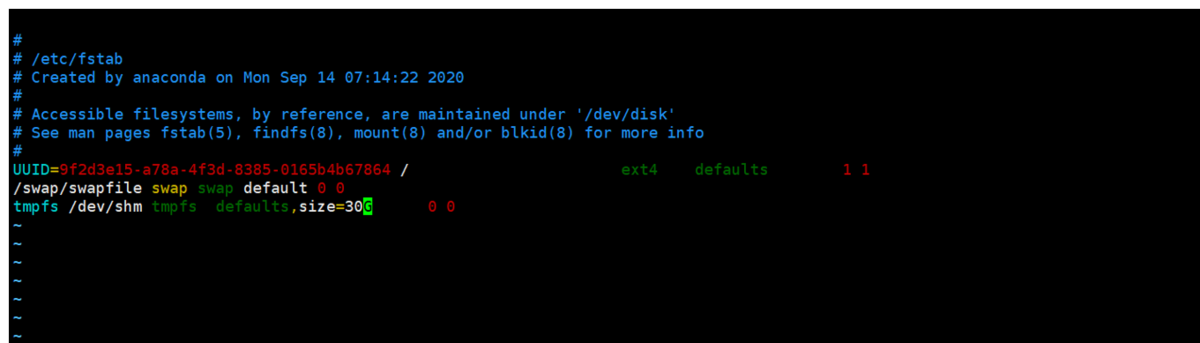 #
# /etc/fstab
# Created by anaconda on Mon Sep 14 07:14:22 2020
#
# Accessible filesystems, by reference, are maintained under '/dev/disk'
# See man pages fstab(5), findfs(8), mount(8) and/or blkid(8) for more info
#
UUID=9f2d3e15-a78a-4f3d-8385-0165b4b67864 / ext4 defaults 1 1
/swap/swapfile swap swap default 0 0
tmpfs /dev/shm tmpfs defaults,size=30G 0 0
~
~
~
~
~
~
~